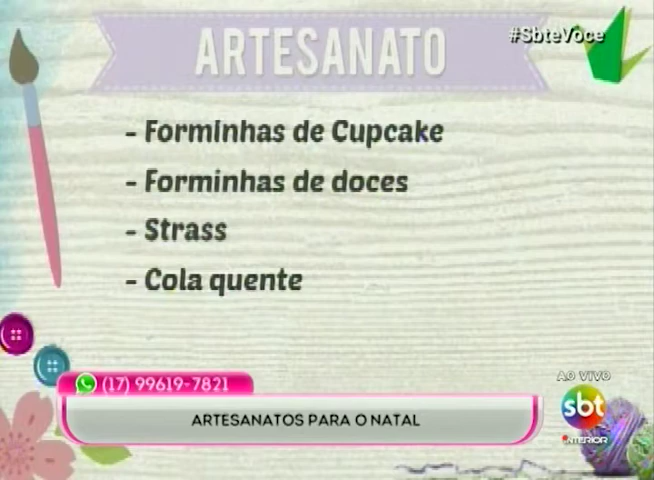 #SbteVoce
ARTESANATO
- Forminhas de Cupcake
- Forminhas de doces
- Strass
- Cola quente
(17) 99619-7821
ARTESANATOS PARA O NATAL
AO VIVO
sbt
INTERIOR